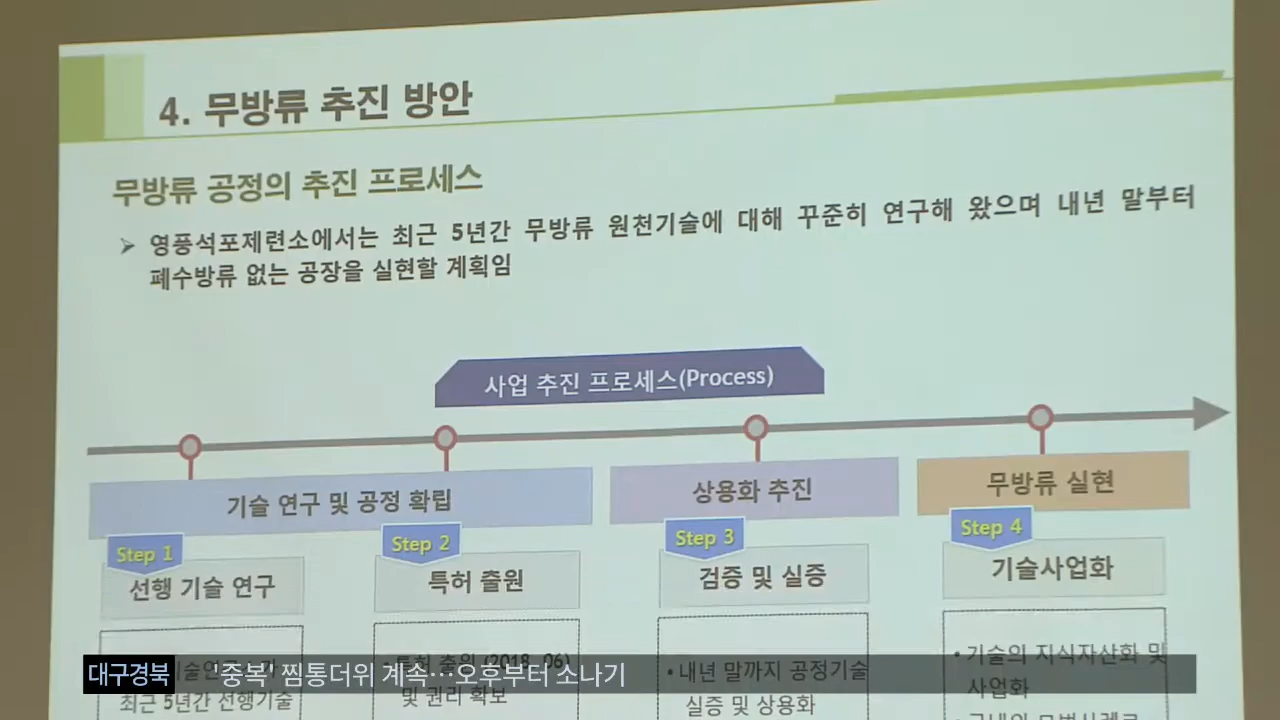 4. 무방류 추진 방안
무방류 공정의 추진 프로세스
➢ 영풍석포제련소에서는 최근 5년간 무방류 원천기술에 대해 꾸준히 연구해 왔으며 내년 말부터
폐수방류 없는 공장을 실현할 계획임
사업 추진 프로세스(Process)
기술 연구 및 공정 확립
상용화 추진
무방류 실현
Step 1
Step 2
Step 3
Step 4
선행 기술 연구
특허 출원
검증 및 실증
기술사업화
최근 5년간 선행기술
특허 출원 (2018. 06)
및 권리 확보
• 내년 말까지 공정기술
실증 및 상용화
• 기술의 지식자산화 및
사업화
대구경북 '중복' 찜통더위 계속…오후부터 소나기